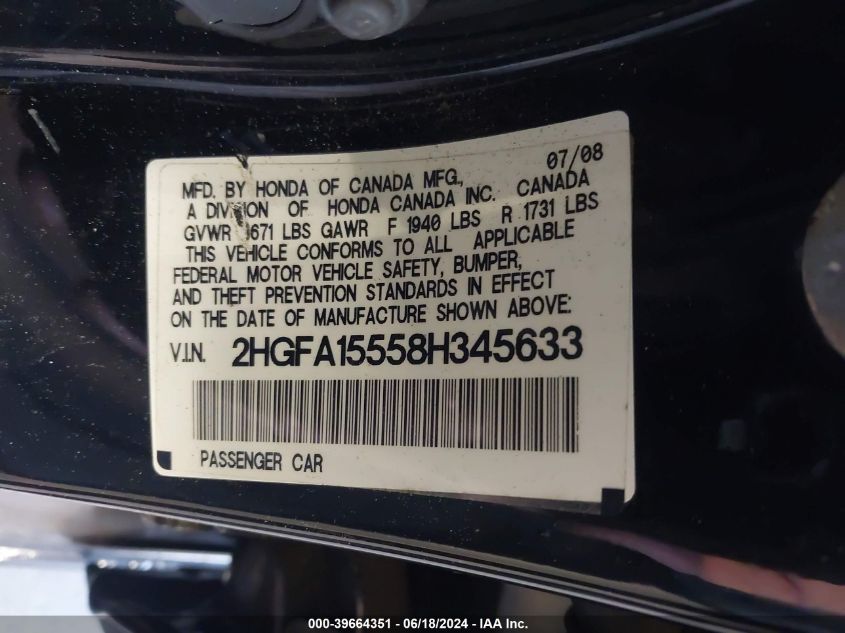 07/08
MFD. BY HONDA OF CANADA MFG.,
A DIVISION OF HONDA CANADA INC. CANADA
GVWR 671 LBS GAWR F 1940 LBS R 1731 LBS
THIS VEHICLE CONFORMS TO ALL APPLICABLE
FEDERAL MOTOR VEHICLE SAFETY, BUMPER,
AND THEFT PREVENTION STANDARDS IN EFFECT
ON THE DATE OF MANUFACTURE SHOWN ABOVE:
V.I.N. 2HGFA15558H345633
PASSENGER CAR
000-39664351 - 06/18/2024 - IAA Inc.